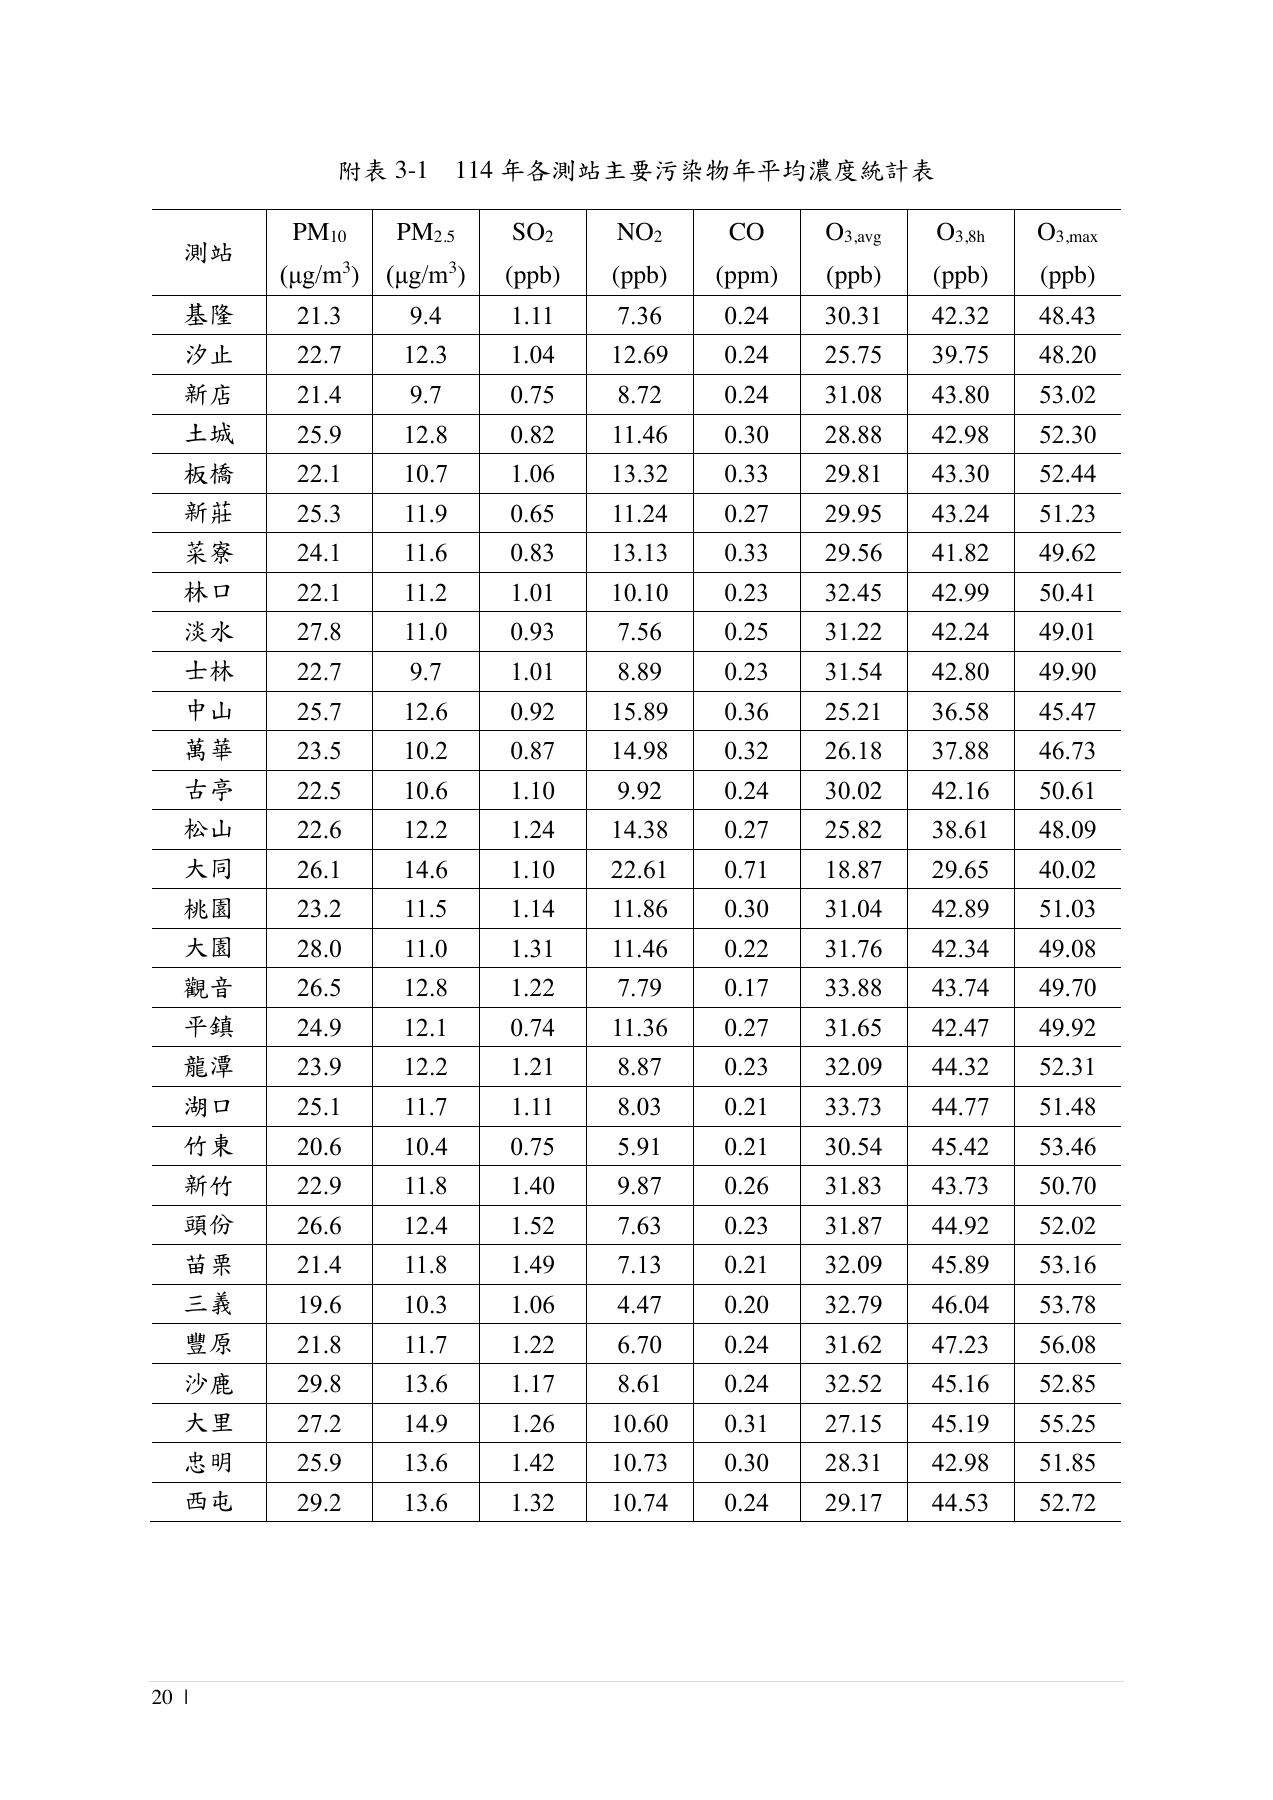 附表 3-1　114 年各測站主要污染物年平均濃度統計表
測站 PM10 (μg/m3) PM2.5 (μg/m3) SO2 (ppb) NO2 (ppb) CO (ppm) O3,avg (ppb) O3,8h (ppb) O3,max (ppb)
基隆 21.3 9.4 1.11 7.36 0.24 30.31 42.32 48.43
汐止 22.7 12.3 1.04 12.69 0.24 25.75 39.75 48.20
新店 21.4 9.7 0.75 8.72 0.24 31.08 43.80 53.02
土城 25.9 12.8 0.82 11.46 0.30 28.88 42.98 52.30
板橋 22.1 10.7 1.06 13.32 0.33 29.81 43.30 52.44
新莊 25.3 11.9 0.65 11.24 0.27 29.95 43.24 51.23
菜寮 24.1 11.6 0.83 13.13 0.33 29.56 41.82 49.62
林口 22.1 11.2 1.01 10.10 0.23 32.45 42.99 50.41
淡水 27.8 11.0 0.93 7.56 0.25 31.22 42.24 49.01
士林 22.7 9.7 1.01 8.89 0.23 31.54 42.80 49.90
中山 25.7 12.6 0.92 15.89 0.36 25.21 36.58 45.47
萬華 23.5 10.2 0.87 14.98 0.32 26.18 37.88 46.73
古亭 22.5 10.6 1.10 9.92 0.24 30.02 42.16 50.61
松山 22.6 12.2 1.24 14.38 0.27 25.82 38.61 48.09
大同 26.1 14.6 1.10 22.61 0.71 18.87 29.65 40.02
桃園 23.2 11.5 1.14 11.86 0.30 31.04 42.89 51.03
大園 28.0 11.0 1.31 11.46 0.22 31.76 42.34 49.08
觀音 26.5 12.8 1.22 7.79 0.17 33.88 43.74 49.70
平鎮 24.9 12.1 0.74 11.36 0.27 31.65 42.47 49.92
龍潭 23.9 12.2 1.21 8.87 0.23 32.09 44.32 52.31
湖口 25.1 11.7 1.11 8.03 0.21 33.73 44.77 51.48
竹東 20.6 10.4 0.75 5.91 0.21 30.54 45.42 53.46
新竹 22.9 11.8 1.40 9.87 0.26 31.83 43.73 50.70
頭份 26.6 12.4 1.52 7.63 0.23 31.87 44.92 52.02
苗栗 21.4 11.8 1.49 7.13 0.21 32.09 45.89 53.16
三義 19.6 10.3 1.06 4.47 0.20 32.79 46.04 53.78
豐原 21.8 11.7 1.22 6.70 0.24 31.62 47.23 56.08
沙鹿 29.8 13.6 1.17 8.61 0.24 32.52 45.16 52.85
大里 27.2 14.9 1.26 10.60 0.31 27.15 45.19 55.25
忠明 25.9 13.6 1.42 10.73 0.30 28.31 42.98 51.85
西屯 29.2 13.6 1.32 10.74 0.24 29.17 44.53 52.72
20 |